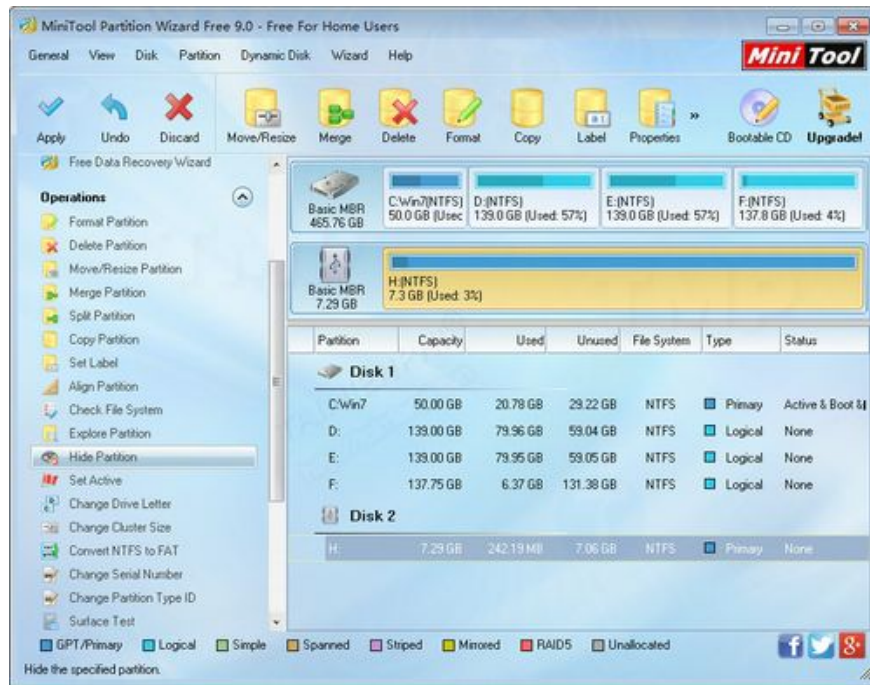 MiniTool Partition Wizard Free 9.0 - Free For Home Users
General View Disk Partition Dynamic Disk Wizard Help
Mini Tool
Apply Undo Discard Move/Resize Merge Delete Format Copy Label Properties » Bootable CD Upgrade!
Free Data Recovery Wizard
Operations
Format Partition
Delete Partition
Move/Resize Partition
Merge Partition
Split Partition
Copy Partition
Set Label
Align Partition
Check File System
Explore Partition
Hide Partition
Set Active
Change Drive Letter
Change Cluster Size
Convert NTFS to FAT
Change Serial Number
Change Partition Type ID
Surface Test
Basic MBR
465.76 GB
C:Win7(NTFS)
50.0 GB (Usec
D:(NTFS)
139.0 GB (Used: 57%)
E:(NTFS)
139.0 GB (Used: 57%)
F:(NTFS)
137.8 GB (Used: 4%)
Basic MBR
7.29 GB
H:(NTFS)
7.3 GB (Used: 3%)
Partition Capacity Used Unused File System Type Status
Disk 1
C:Win7 50.00 GB 20.78 GB 29.22 GB NTFS Primary Active & Boot &
D: 139.00 GB 79.96 GB 59.04 GB NTFS Logical None
E: 139.00 GB 79.95 GB 59.05 GB NTFS Logical None
F: 137.75 GB 6.37 GB 131.38 GB NTFS Logical None
Disk 2
H: 7.29 GB 242.19 MB 7.06 GB NTFS Primary None
GPT/Primary Logical Simple Spanned Striped Mirrored RAID5 Unallocated
Hide the specified partition.